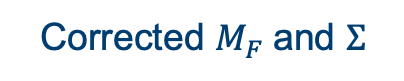 Corrected $M_F$ and Σ